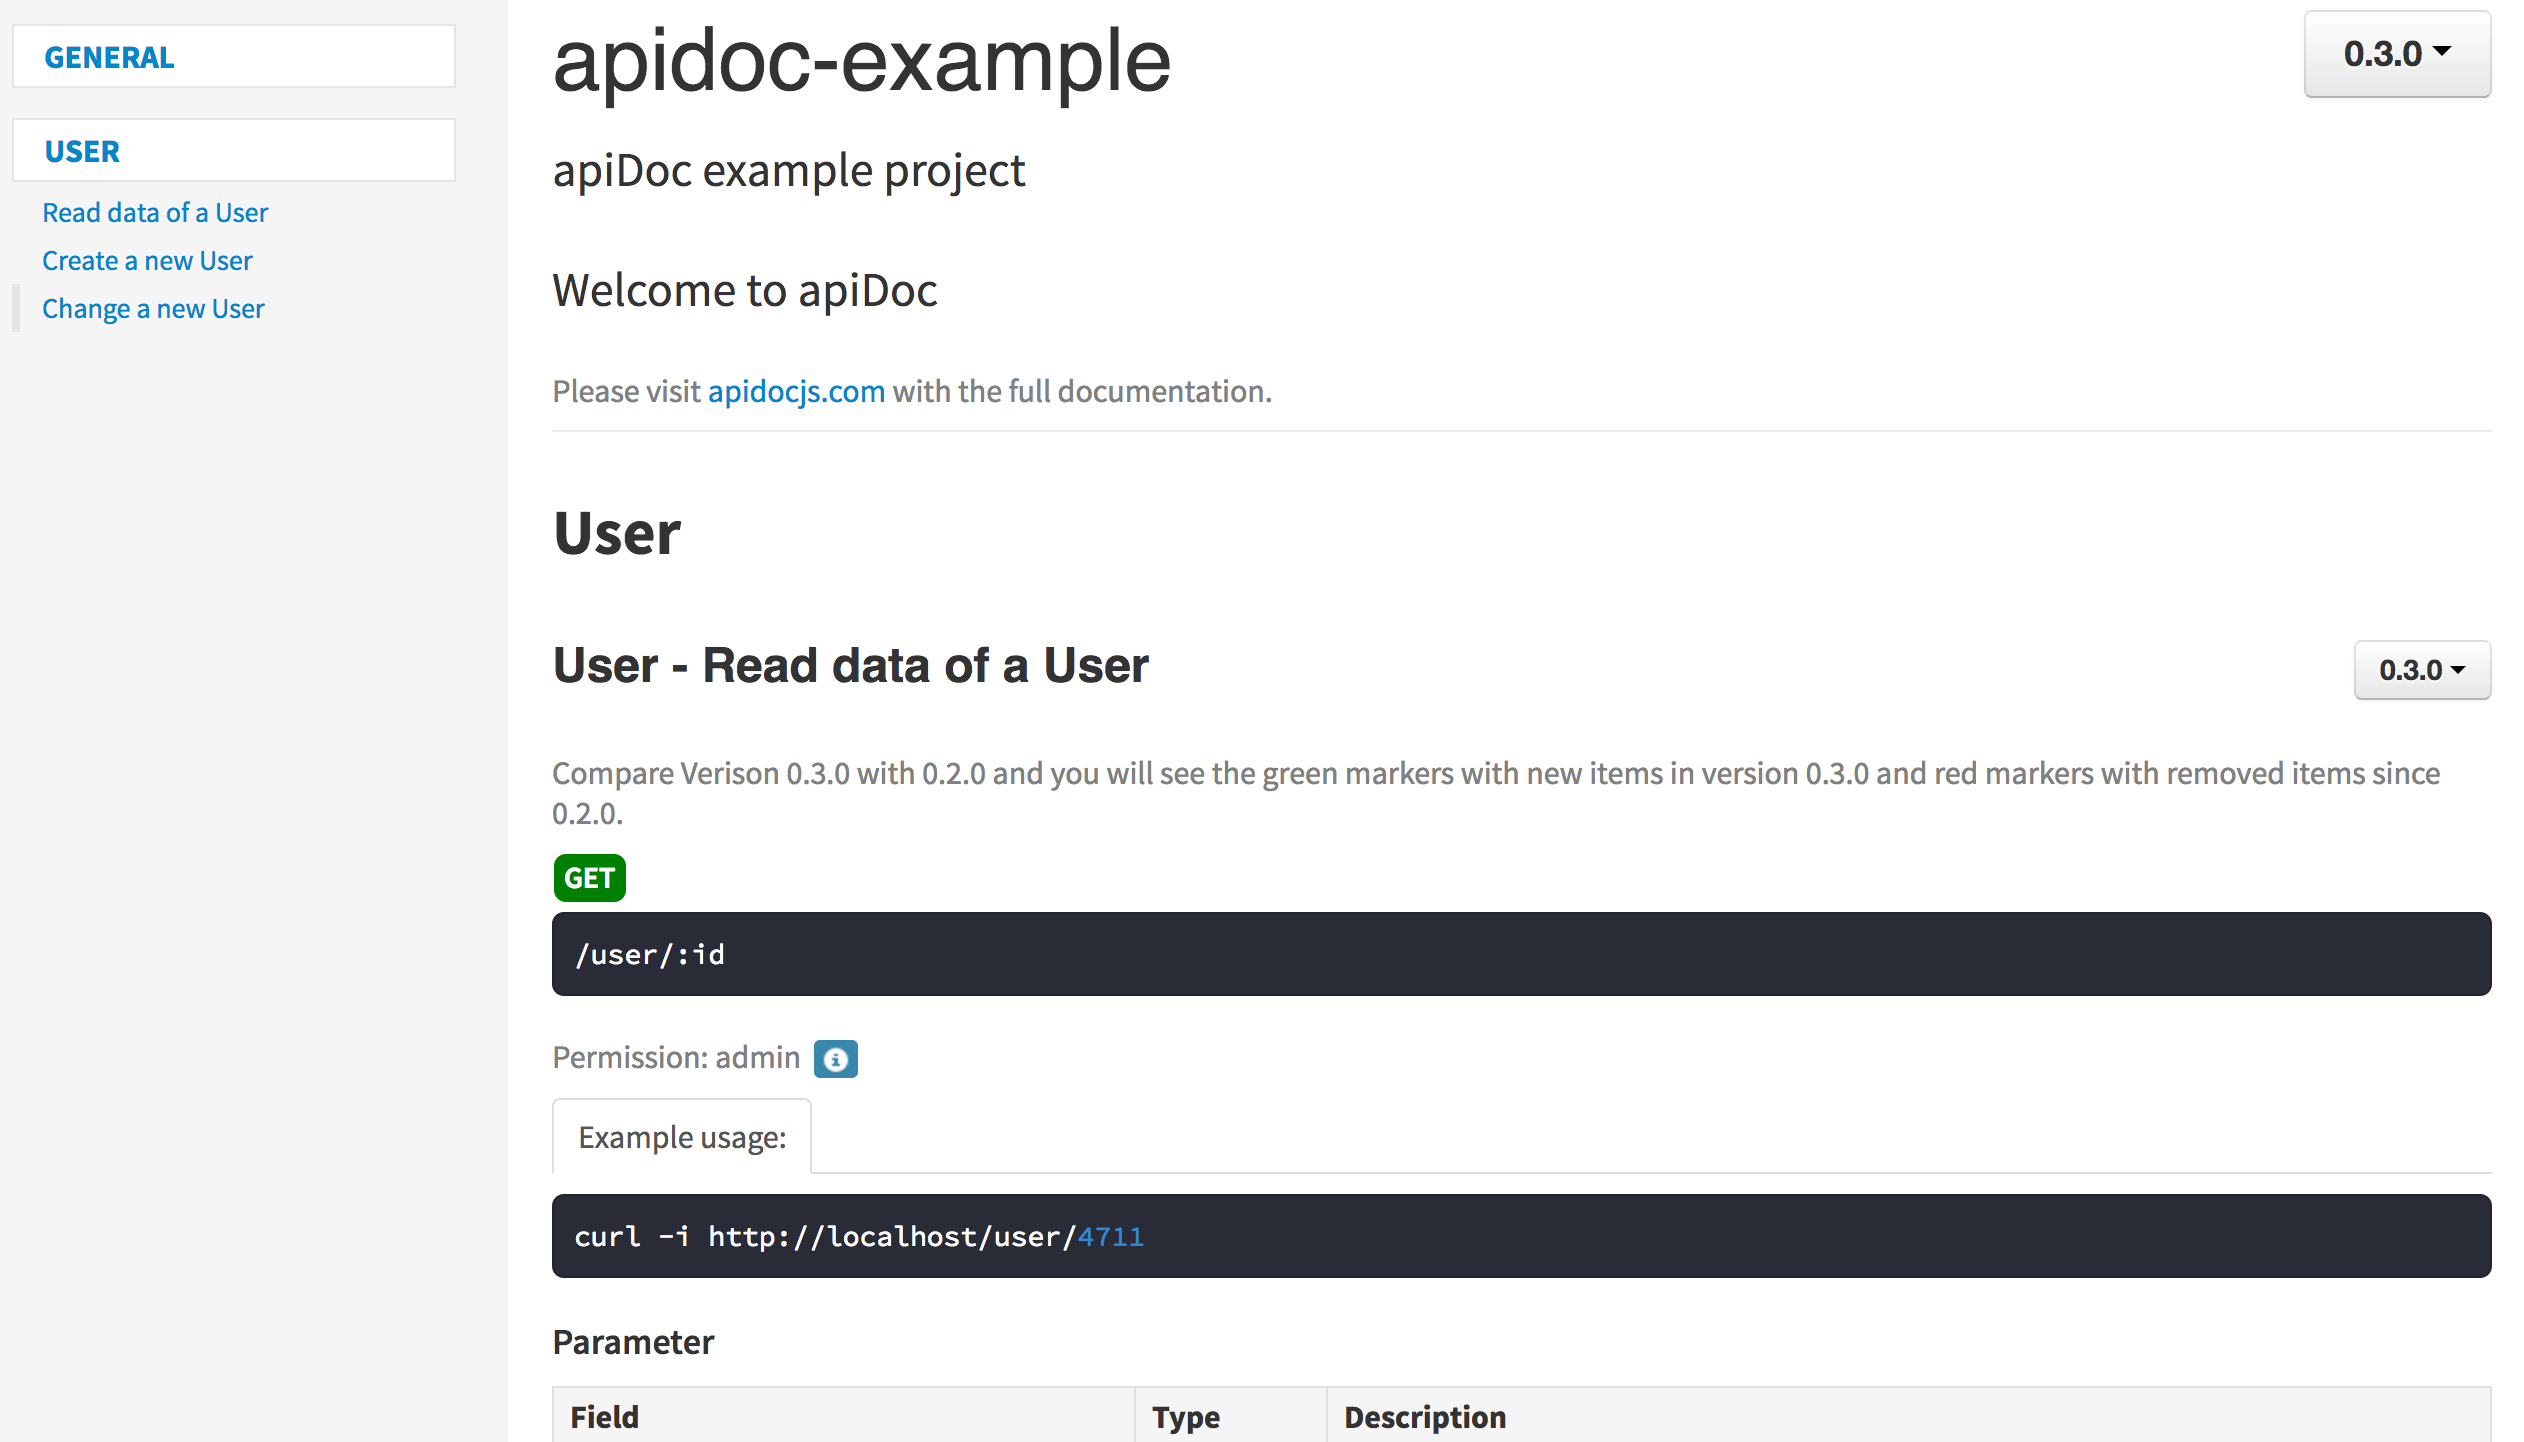 GENERAL
USER
Read data of a User
Create a new User
Change a new User
apidoc-example
0.3.0
apiDoc example project
Welcome to apiDoc
Please visit apidocjs.com with the full documentation.
User
User - Read data of a User
0.3.0
Compare Verison 0.3.0 with 0.2.0 and you will see the green markers with new items in version 0.3.0 and red markers with removed items since
0.2.0.
GET
/user/:id
Permission: admin
Example usage:
curl -i http://localhost/user/4711
Parameter
Field Type Description